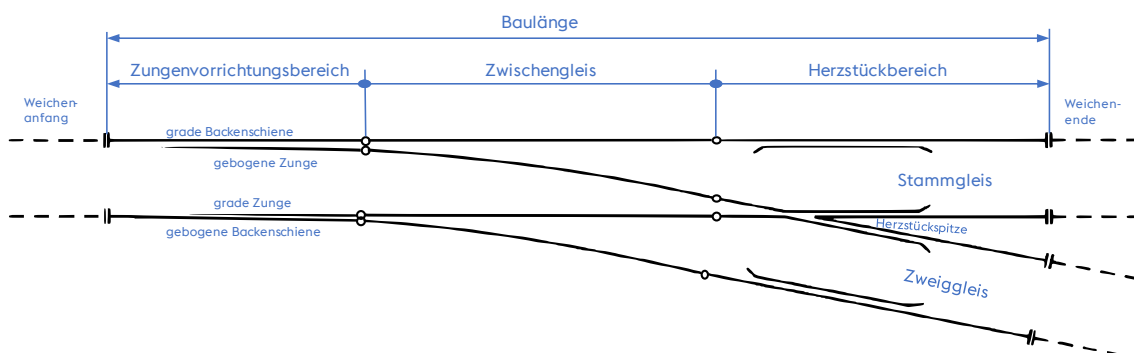 Baulänge
Zungenvorrichtungsbereich
Zwischengleis
Herzstückbereich
Weichen-
anfang
Weichen-
ende
grade Backenschiene
gebogene Zunge
Stammgleis
grade Zunge
gebogene Backenschiene
Herzstückspitze
Zweiggleis